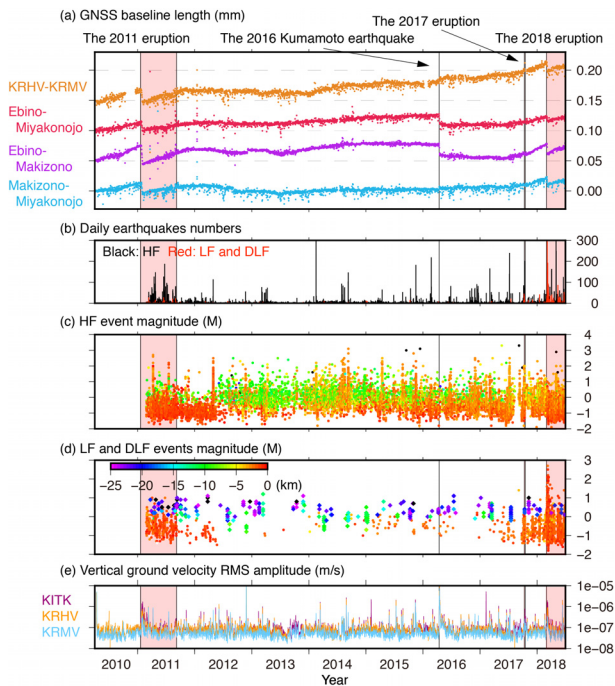 (a) GNSS baseline length (mm)
The 2017 eruption
The 2011 eruption
The 2016 Kumamoto earthquake
The 2018 eruption
KRHV-KRMV
Ebino-
Miyakonojo
Ebino-
Makizono
Makizono-
Miyakonojo
0.20
0.15
0.10
0.05
0.00
(b) Daily earthquakes numbers
Black: HF Red: LF and DLF
300
200
100
0
(c) HF event magnitude (M)
4
3
2
1
0
−1
−2
(d) LF and DLF events magnitude (M)
−25 −20 −15 −10 −5 0 (km)
3
2
1
0
−1
−2
(e) Vertical ground velocity RMS amplitude (m/s)
KITK
KRHV
KRMV
1e−05
1e−06
1e−07
1e−08
2010 2011 2012 2013 2014 2015 2016 2017 2018
Year